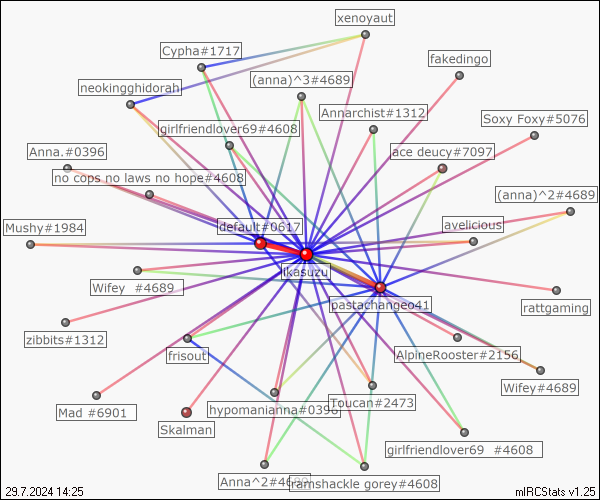 xenoyaut
Cypha#1717
fakedingo
(anna)^3#4689
neokingghidorah
Annarchist#1312
Soxy Foxy#5076
girlfriendlover69#4608
Anna.#0396
ace deucy#7097
no cops no laws no hope#4608
(anna)^2#4689
Mushy#1984
default#0617
avelicious
ikasuzu
Wifey #4689
pastachangeo41
rattgaming
zibbits#1312
frisout
AlpineRooster#2156
Wifey#4689
Mad #6901
hypomanianna#0396
Toucan#2473
Skalman
girlfriendlover69 #4608
Anna^2#4689
ramshackle gorey#4608
29.7.2024 14:25
mIRCStats v1.25